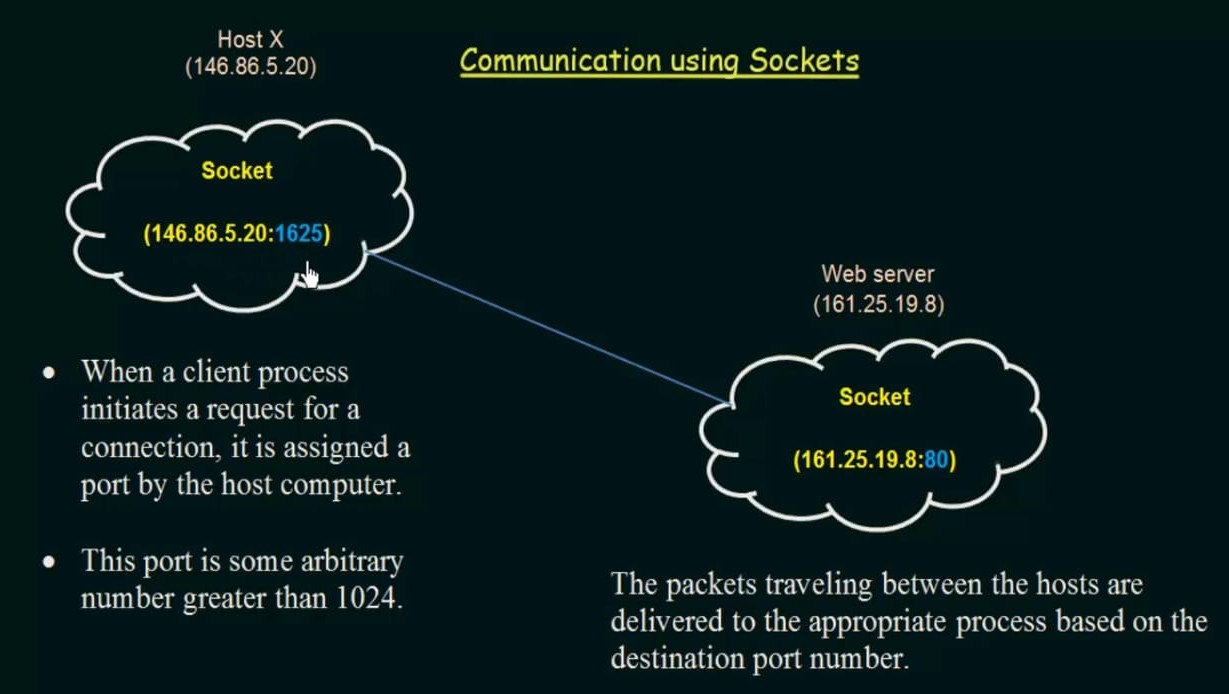 Host X
(146.86.5.20)
Communication using Sockets
Socket
(146.86.5.20:1625)
When a client process
initiates a request for a
connection, it is assigned a
port by the host computer.
This port is some arbitrary
number greater than 1024.
Web server
(161.25.19.8)
Socket
(161.25.19.8:80)
The packets traveling between the hosts are
delivered to the appropriate process based on the
destination port number.